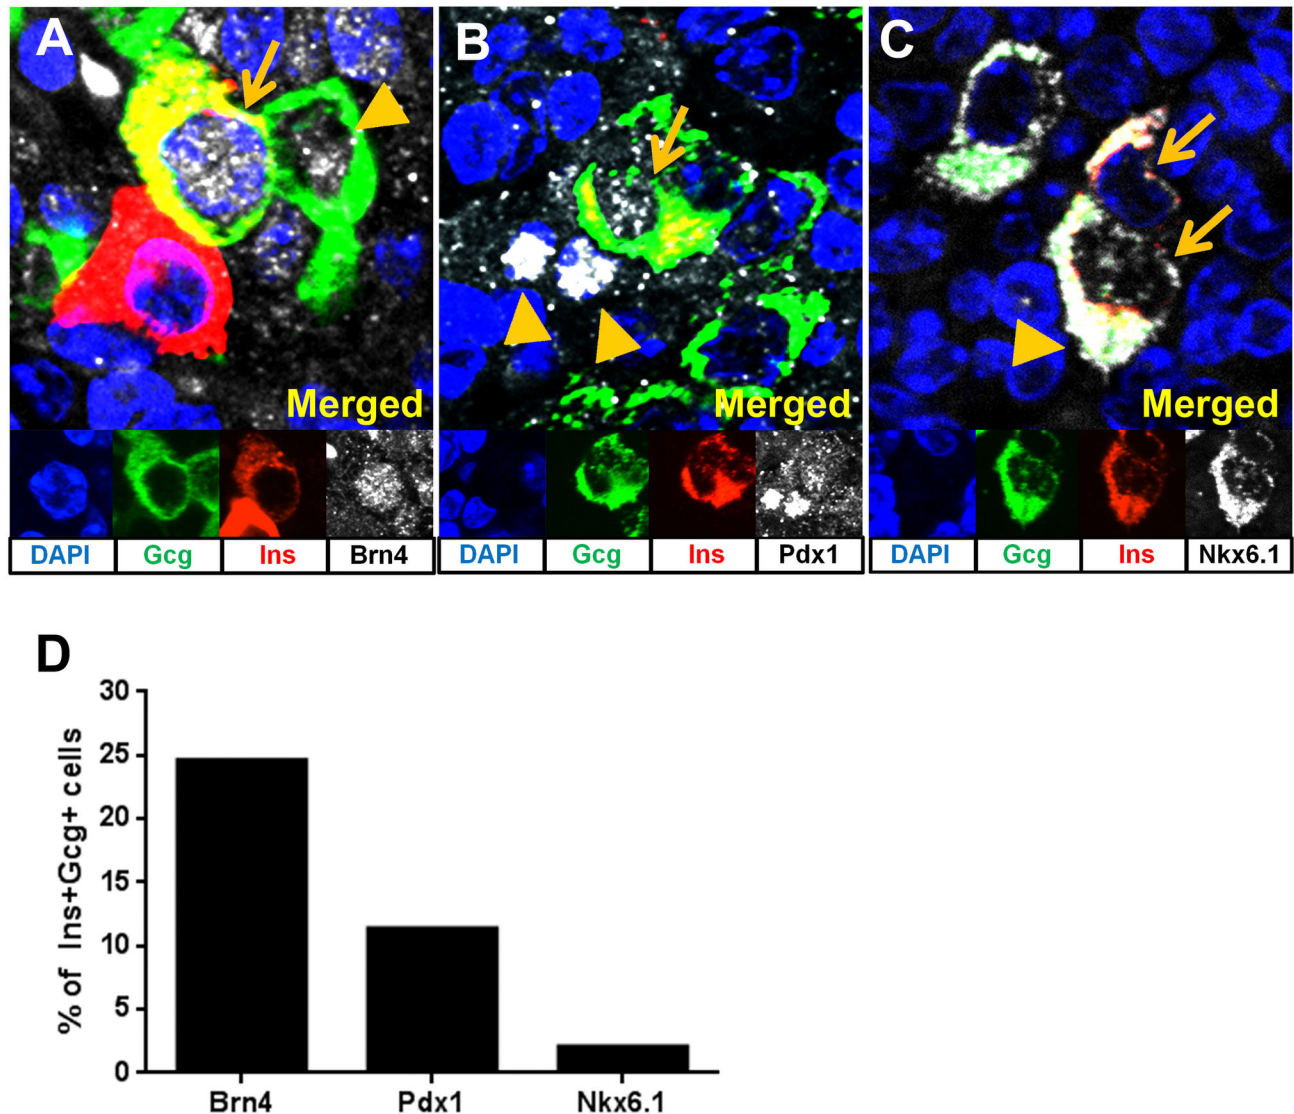 A
B
C
Merged
Merged
Merged
DAPI Gcg Ins Brn4
DAPI Gcg Ins Pdx1
DAPI Gcg Ins Nkx6.1
D
% of Ins+Gcg+ cells
30
25
20
15
10
5
0
Brn4 Pdx1 Nkx6.1